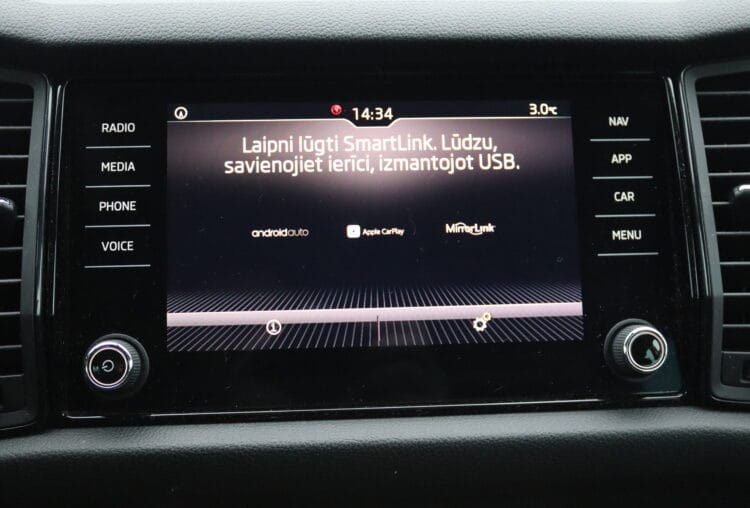 14:34
3.0°C
Laipni lūgti SmartLink. Lūdzu,
savienojiet ierīci, izmantojot USB.
androidauto
Apple CarPlay
MirrorLink
RADIO
MEDIA
PHONE
VOICE
NAV
APP
CAR
MENU